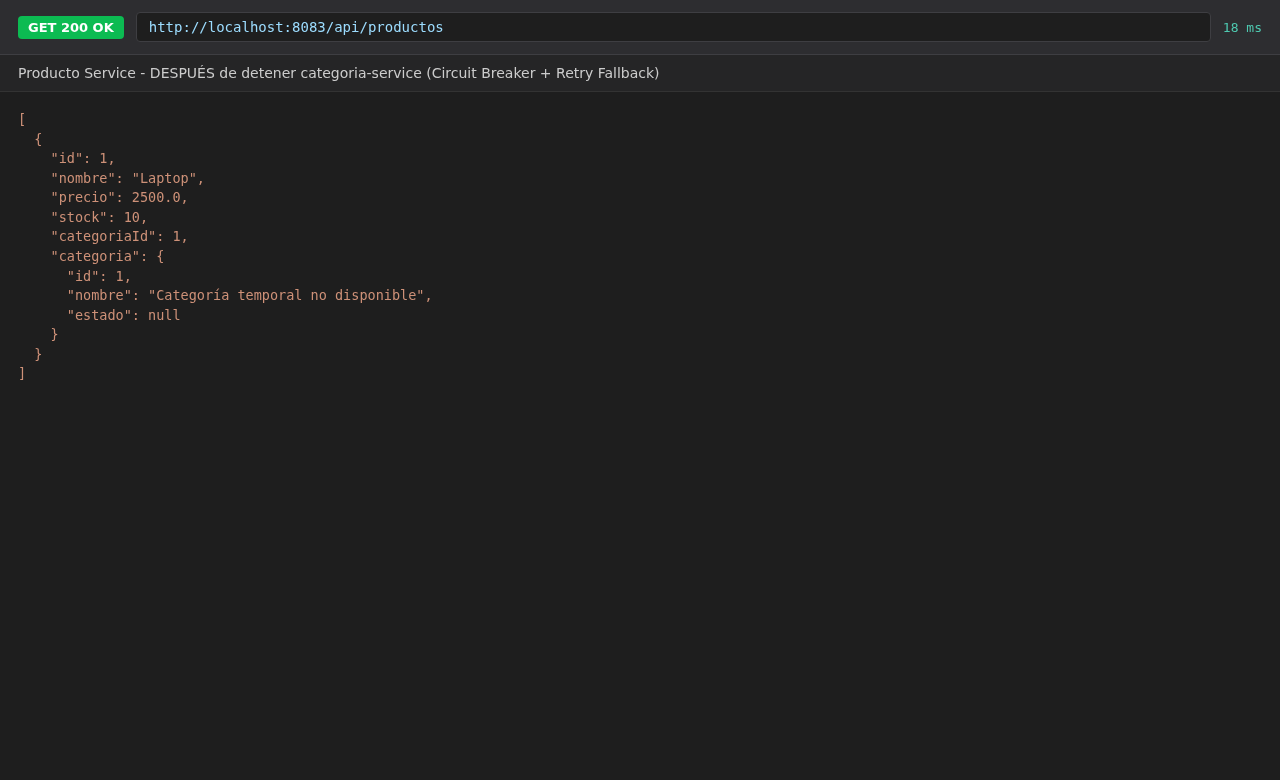 GET 200 OK http://localhost:8083/api/productos 18 ms
Producto Service - DESPUÉS de detener categoria-service (Circuit Breaker + Retry Fallback)
[
  {
    "id": 1,
    "nombre": "Laptop",
    "precio": 2500.0,
    "stock": 10,
    "categoriaId": 1,
    "categoria": {
      "id": 1,
      "nombre": "Categoría temporal no disponible",
      "estado": null
    }
  }
]